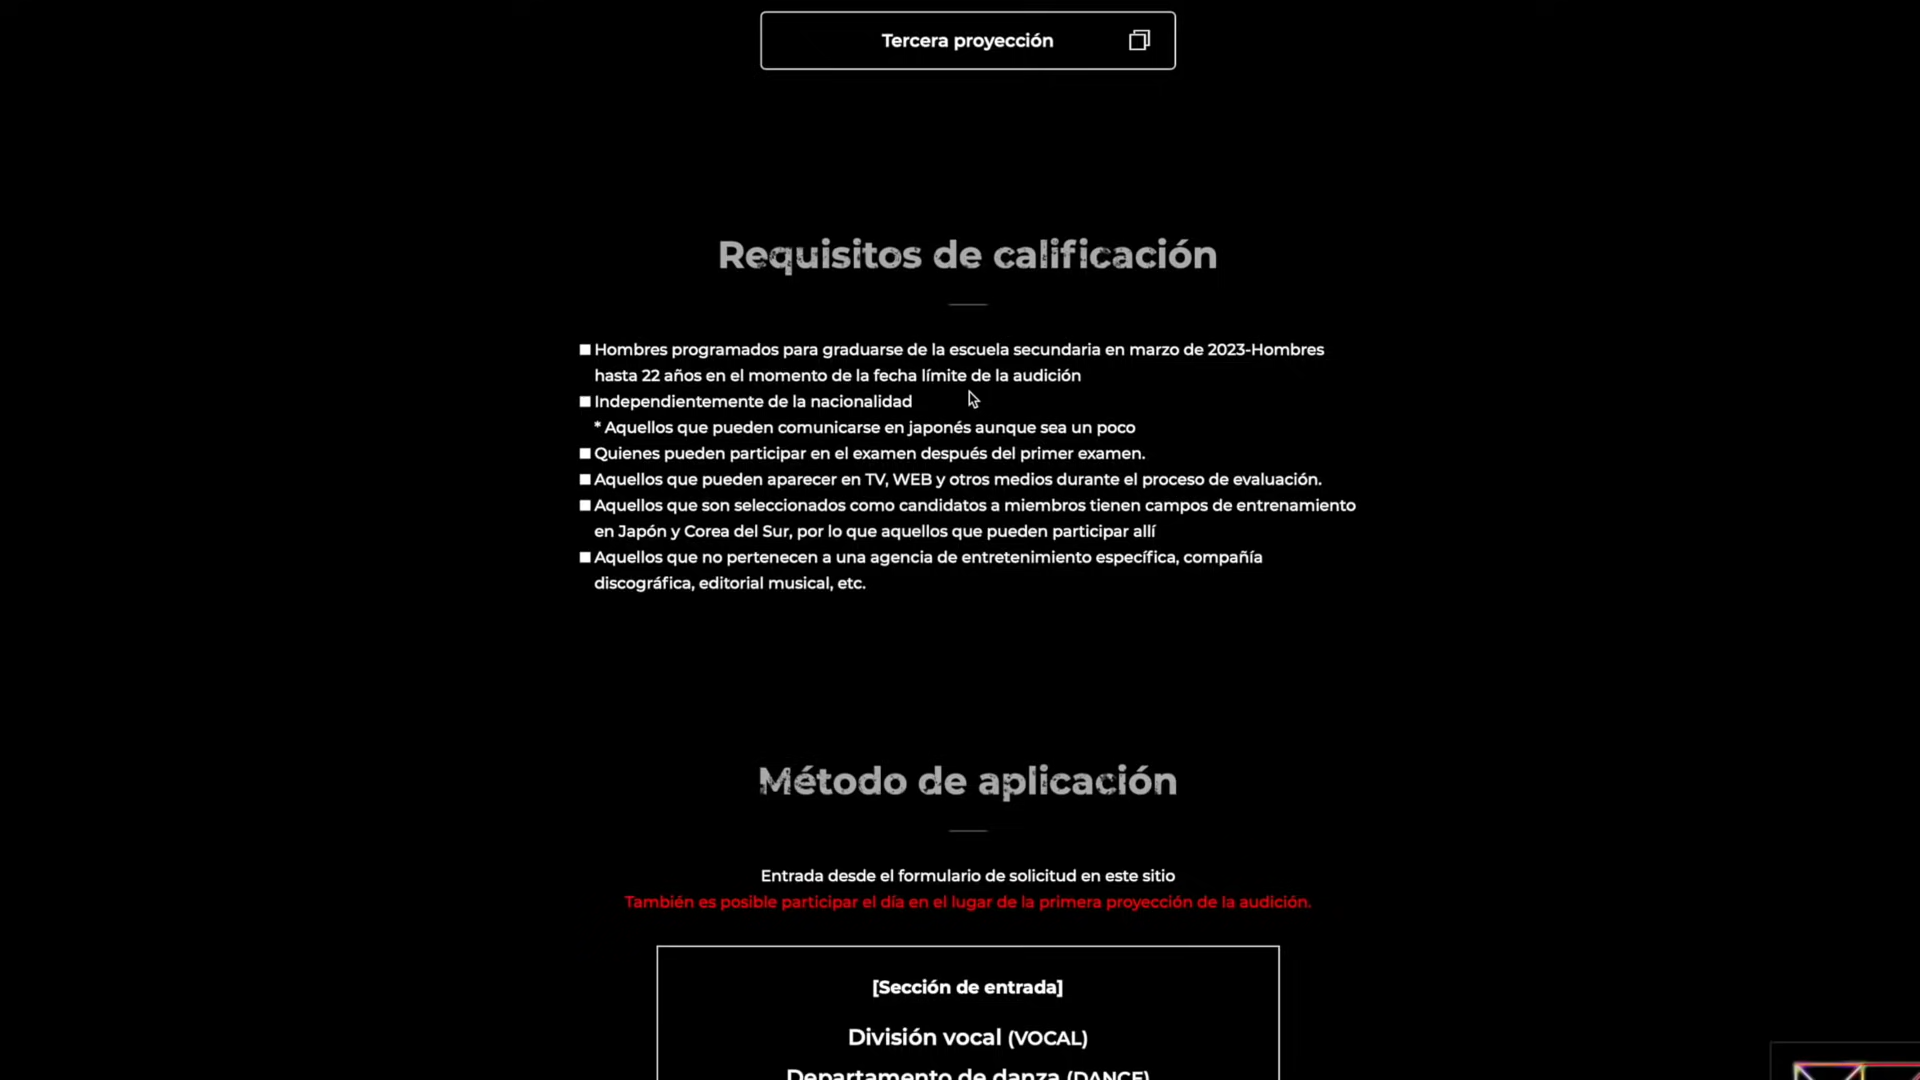 Tercera proyección
Requisitos de calificación
■ Hombres programados para graduarse de la escuela secundaria en marzo de 2023-Hombres
hasta 22 años en el momento de la fecha límite de la audición
■ Independientemente de la nacionalidad
* Aquellos que pueden comunicarse en japonés aunque sea un poco
■ Quienes pueden participar en el examen después del primer examen.
■ Aquellos que pueden aparecer en TV, WEB y otros medios durante el proceso de evaluación.
■ Aquellos que son seleccionados como candidatos a miembros tienen campos de entrenamiento
en Japón y Corea del Sur, por lo que aquellos que pueden participar allí
■ Aquellos que no pertenecen a una agencia de entretenimiento específica, compañía
discográfica, editorial musical, etc.
Método de aplicación
Entrada desde el formulario de solicitud en este sitio
También es posible participar el día en el lugar de la primera proyección de la audición.
[Sección de entrada]
División vocal (VOCAL)
Departamento de danza (DANCE)